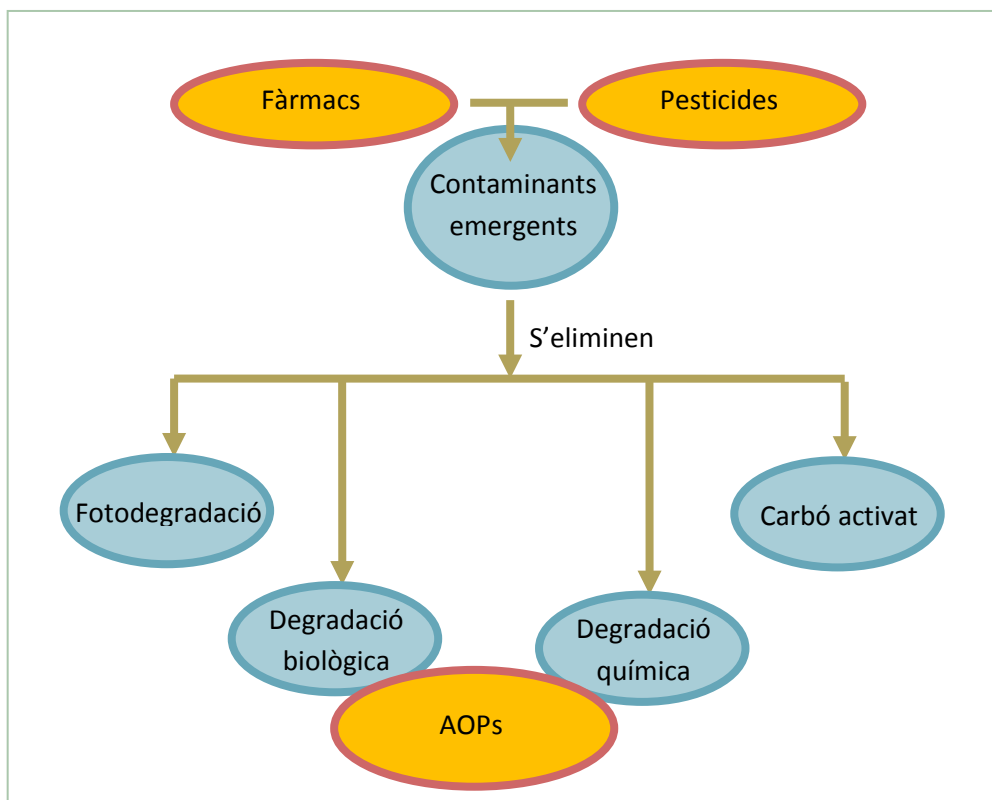 Fàrmacs
Pesticides
Contaminants
emergents
S’eliminen
Fotodegradació
Carbó activat
Degradació
biològica
Degradació
química
AOPs